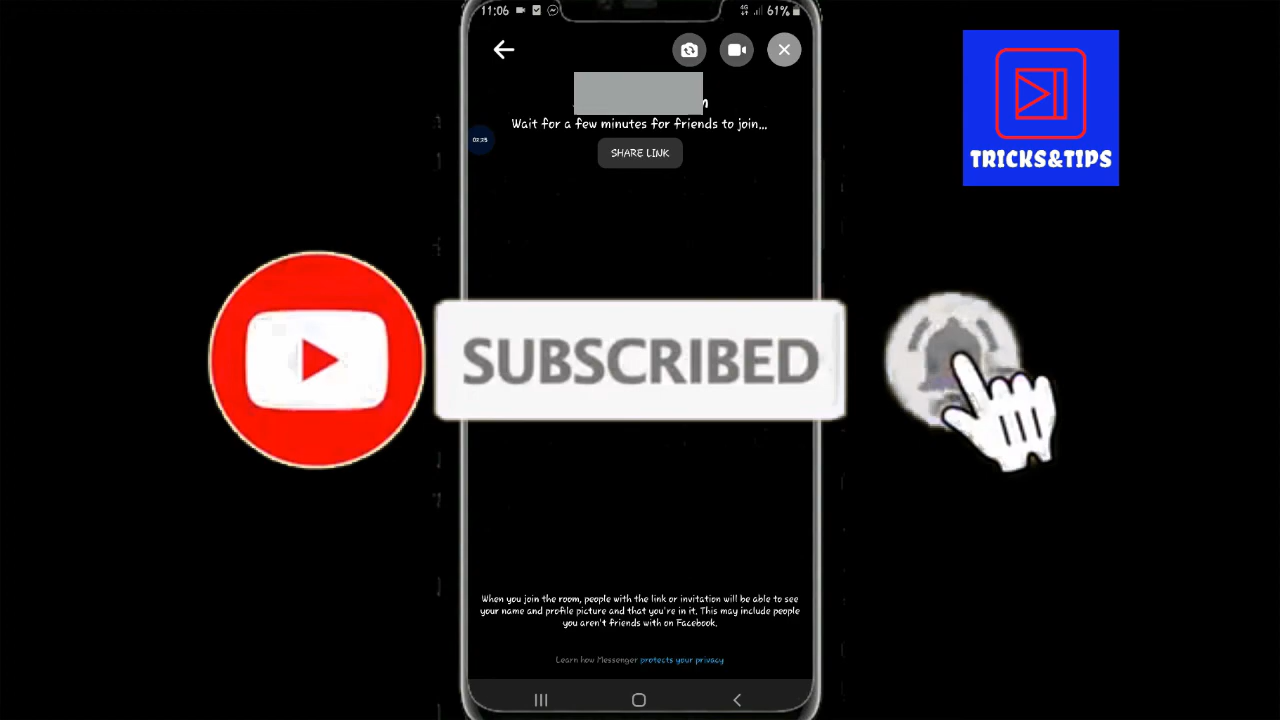 11:06
4G
61%
Wait for a few minutes for friends to join...
SHARE LINK
TRICKS&TIPS
SUBSCRIBED
When you join the room, people with the link or invitation will be able to see
your name and profile picture and that you're in it. This may include people
you aren't friends with on Facebook.
Learn how Messenger protects your privacy